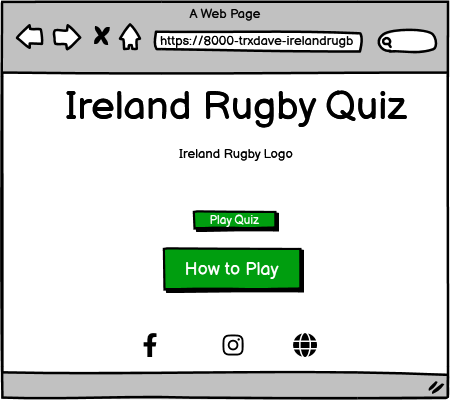 A Web Page
https://8000-trxdave-irelandrugb
Ireland Rugby Quiz
Ireland Rugby Logo
Play Quiz
How to Play